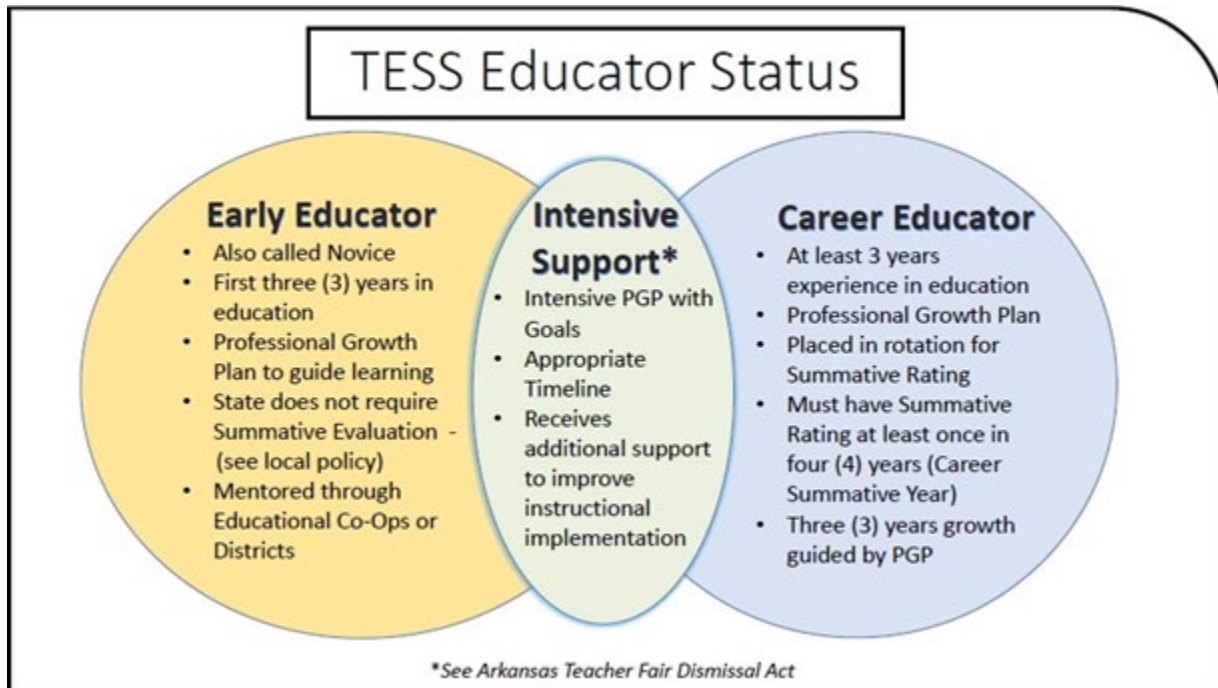 TESS Educator Status
Early Educator
• Also called Novice
• First three (3) years in
education
• Professional Growth
Plan to guide learning
• State does not require
Summative Evaluation -
(see local policy)
• Mentored through
Educational Co-Ops or
Districts
Intensive
Support*
• Intensive PGP with
Goals
• Appropriate
Timeline
• Receives
additional support
to improve
instructional
implementation
Career Educator
• At least 3 years
experience in education
• Professional Growth Plan
• Placed in rotation for
Summative Rating
• Must have Summative
Rating at least once in
four (4) years (Career
Summative Year)
• Three (3) years growth
guided by PGP
*See Arkansas Teacher Fair Dismissal Act